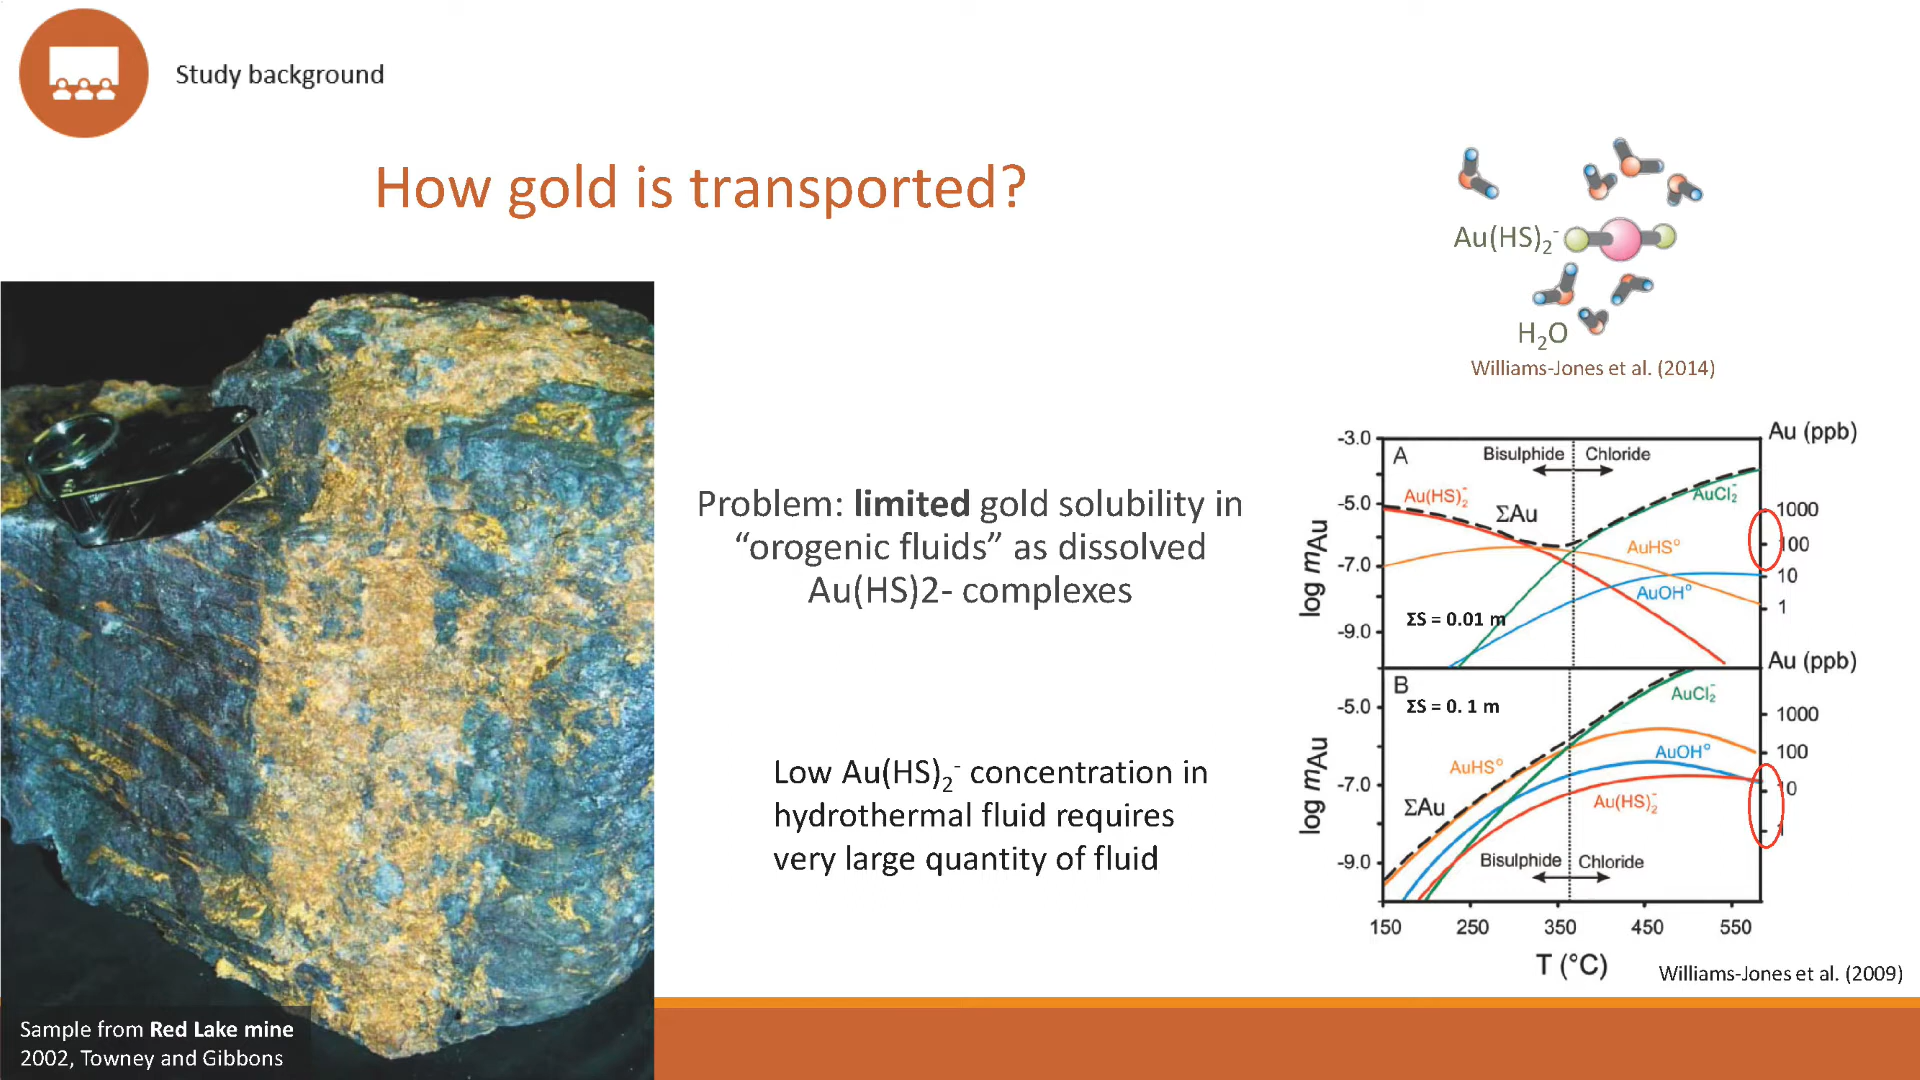 Study background
How gold is transported?
Au(HS)₂⁻
H₂O
Williams-Jones et al. (2014)
Problem: limited gold solubility in
“orogenic fluids” as dissolved
Au(HS)2- complexes
Low Au(HS)₂⁻ concentration in
hydrothermal fluid requires
very large quantity of fluid
Au (ppb)
-3.0
A
Bisulphide
Chloride
Au(HS)₂⁻
AuCl₂⁻
-5.0
ΣAu
1000
AuHS°
100
-7.0
10
AuOH°
1
ΣS = 0.01 m
-9.0
log mAu
Au (ppb)
B
AuCl₂⁻
-5.0
ΣS = 0. 1 m
1000
AuOH°
100
AuHS°
-7.0
10
ΣAu
Au(HS)₂⁻
1
log mAu
-9.0
Bisulphide
Chloride
150 250 350 450 550
T (°C)
Williams-Jones et al. (2009)
Sample from Red Lake mine
2002, Towney and Gibbons